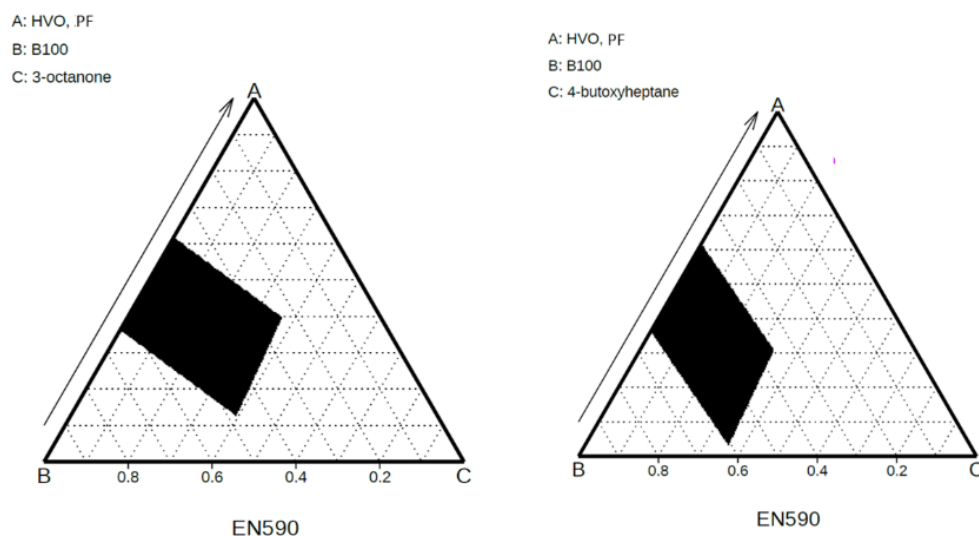 A: HVO, PF
B: B100
C: 3-octanone
A
B
0.8
0.6
0.4
0.2
C
EN590
A: HVO, PF
B: B100
C: 4-butoxyheptane
A
B
0.8
0.6
0.4
0.2
C
EN590